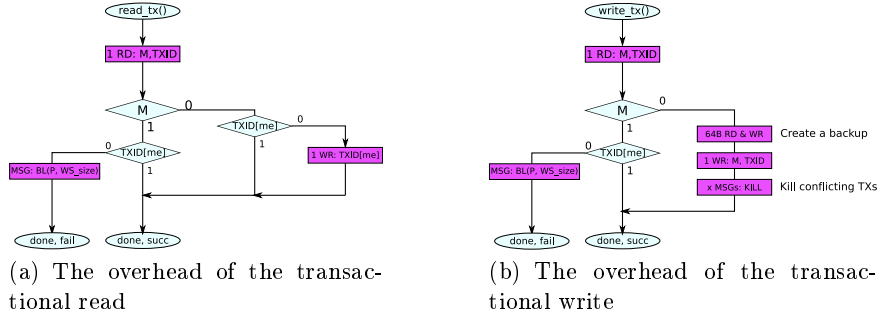 read_tx()
1 RD: M,TXID
M
0
1
TXID[me]
0
1
TXID[me]
0
1
MSG: BL(P, WS_size)
1 WR: TXID[me]
done, fail
done, succ
(a) The overhead of the transac-
tional read
write_tx()
1 RD: M,TXID
M
0
1
64B RD & WR
Create a backup
TXID[me]
0
1
1 WR: M, TXID
MSG: BL(P, WS_size)
x MSGs: KILL
Kill conflicting TXs
done, fail
done, succ
(b) The overhead of the transac-
tional write